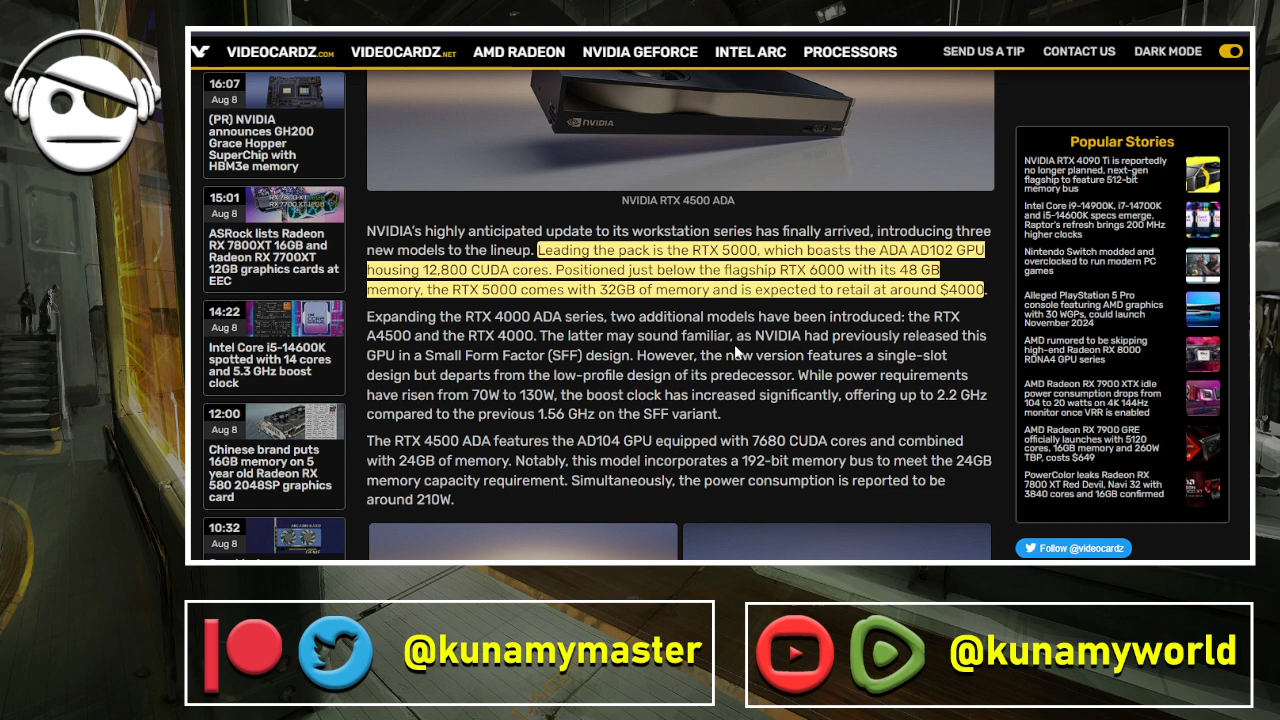 VIDEOCARDZ.COM VIDEOCARDZ.NET AMD RADEON NVIDIA GEFORCE INTEL ARC PROCESSORS SEND US A TIP CONTACT US DARK MODE
16:07
Aug 8
(PR) NVIDIA
announces GH200
Grace Hopper
SuperChip with
HBM3e memory
15:01
Aug 8
RX 7800 XT
RX 7700 XT 12GB
ASRock lists Radeon
RX 7800XT 16GB and
Radeon RX 7700XT
12GB graphics cards at
EEC
14:22
Aug 8
Intel Core i5-14600K
spotted with 14 cores
and 5.3 GHz boost
clock
12:00
Aug 8
Chinese brand puts
16GB memory on 5
year old Radeon RX
580 2048SP graphics
card
10:32
Aug 8
NVIDIA
NVIDIA RTX 4500 ADA
NVIDIA's highly anticipated update to its workstation series has finally arrived, introducing three
new models to the lineup. Leading the pack is the RTX 5000, which boasts the ADA AD102 GPU
housing 12,800 CUDA cores. Positioned just below the flagship RTX 6000 with its 48 GB
memory, the RTX 5000 comes with 32GB of memory and is expected to retail at around $4000.
Expanding the RTX 4000 ADA series, two additional models have been introduced: the RTX
A4500 and the RTX 4000. The latter may sound familiar, as NVIDIA had previously released this
GPU in a Small Form Factor (SFF) design. However, the new version features a single-slot
design but departs from the low-profile design of its predecessor. While power requirements
have risen from 70W to 130W, the boost clock has increased significantly, offering up to 2.2 GHz
compared to the previous 1.56 GHz on the SFF variant.
The RTX 4500 ADA features the AD104 GPU equipped with 7680 CUDA cores and combined
with 24GB of memory. Notably, this model incorporates a 192-bit memory bus to meet the 24GB
memory capacity requirement. Simultaneously, the power consumption is reported to be
around 210W.
Popular Stories
NVIDIA RTX 4090 Ti is reportedly
no longer planned, next-gen
flagship to feature 512-bit
memory bus
Intel Core i9-14900K, i7-14700K
and i5-14600K specs emerge,
Raptor's refresh brings 200 MHz
higher clocks
Nintendo Switch modded and
overclocked to run modern PC
games
Alleged PlayStation 5 Pro
console featuring AMD graphics
with 30 WGPs, could launch
November 2024
AMD rumored to be skipping
high-end Radeon RX 8000
RDNA4 GPU series
AMD Radeon RX 7900 XTX idle
power consumption drops from
104 to 20 watts on 4K 144Hz
monitor once VRR is enabled
AMD Radeon RX 7900 GRE
officially launches with 5120
cores, 16GB memory and 260W
TBP, costs $649
PowerColor leaks Radeon RX
7800 XT Red Devil, Navi 32 with
3840 cores and 16GB confirmed
Follow @videocardz
@kunamymaster
@kunamyworld